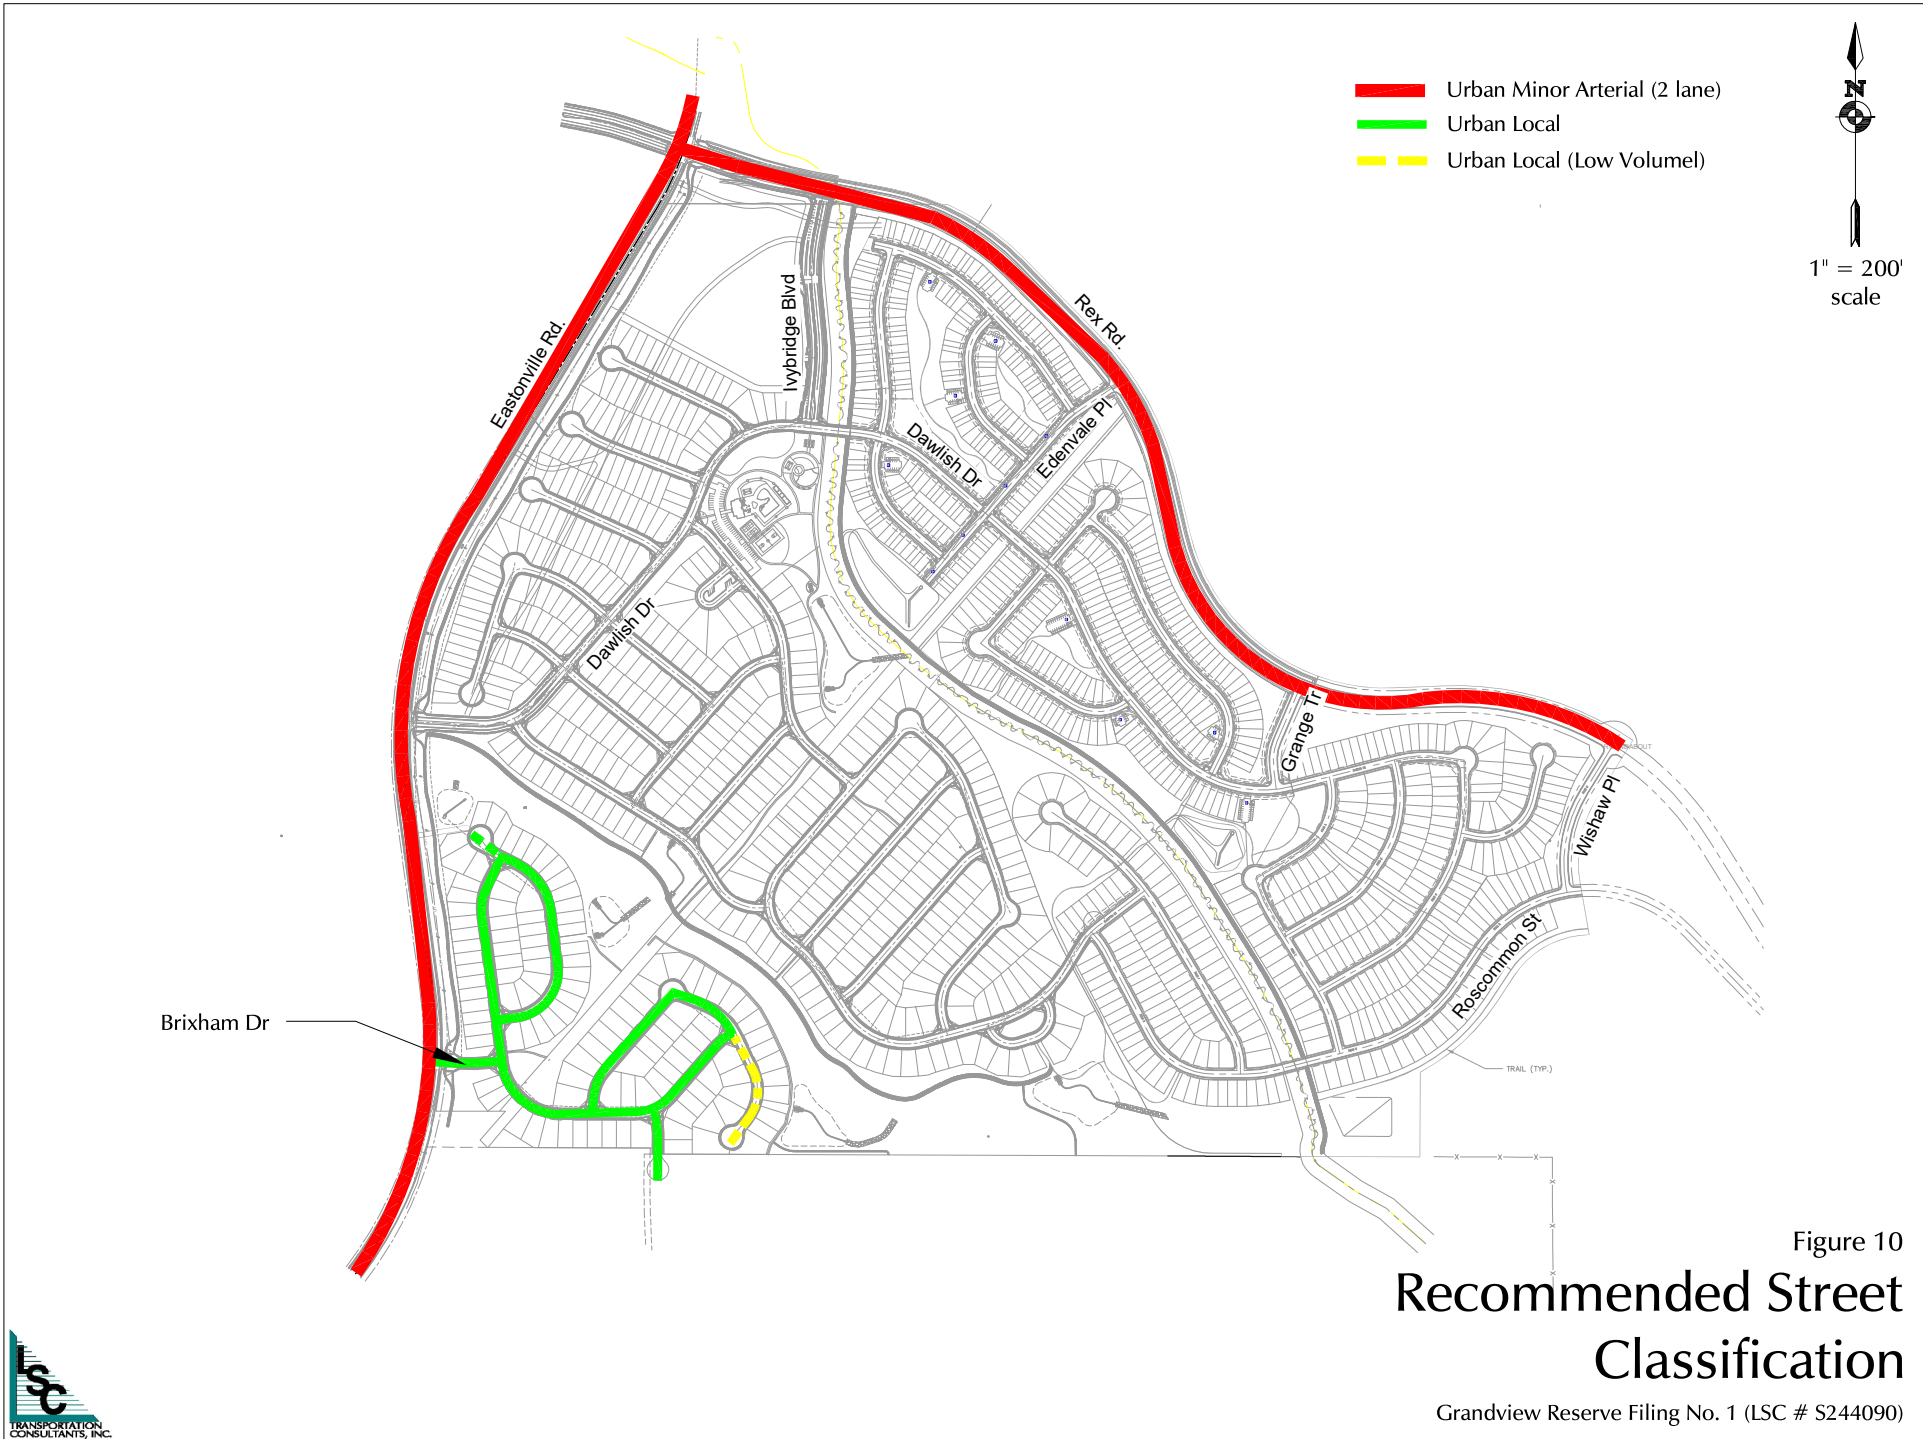 Urban Minor Arterial (2 lane)
Urban Local
Urban Local (Low Volumel)
N
1" = 200'
scale
Eastonville Rd.
Ivybridge Blvd
Rex Rd.
Dawlish Dr
Edenvale Pl
Dawlish Dr
Grange Tr
Wishaw Pl
Roscommon St
TRAIL (TYP.)
Brixham Dr
Figure 10
Recommended Street
Classification
Grandview Reserve Filing No. 1 (LSC # S244090)
LSC
TRANSPORTATION
CONSULTANTS, INC.